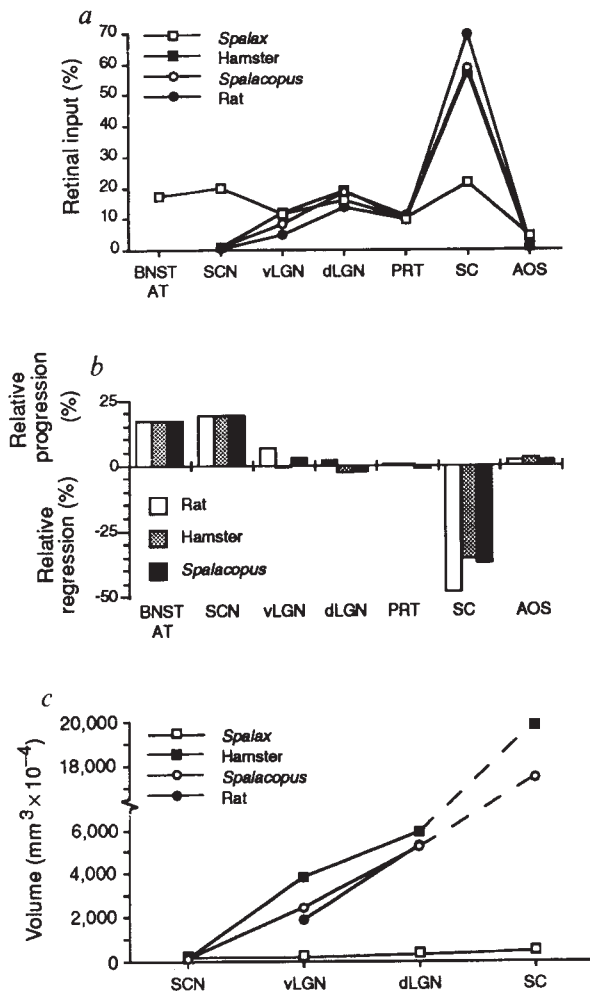 a
70
60
50
40
30
20
10
0
Retinal input (%)
Spalax
Hamster
Spalacopus
Rat
BNST AT
SCN
vLGN
dLGN
PRT
SC
AOS
b
Relative progression (%)
Relative regression (%)
25
0
-25
-50
Rat
Hamster
Spalacopus
BNST AT
SCN
vLGN
dLGN
PRT
SC
AOS
c
20,000
18,000
6,000
4,000
2,000
0
Volume (mm³ × 10⁻⁴)
Spalax
Hamster
Spalacopus
Rat
SCN
vLGN
dLGN
SC